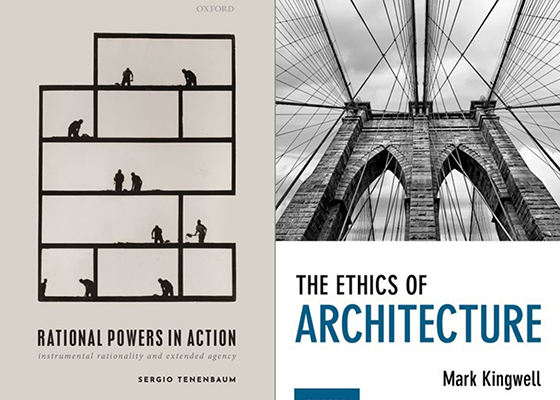 OXFORD
RATIONAL POWERS IN ACTION
instrumental rationality and extended agency
SERGIO TENENBAUM
THE ETHICS OF
ARCHITECTURE
Mark Kingwell